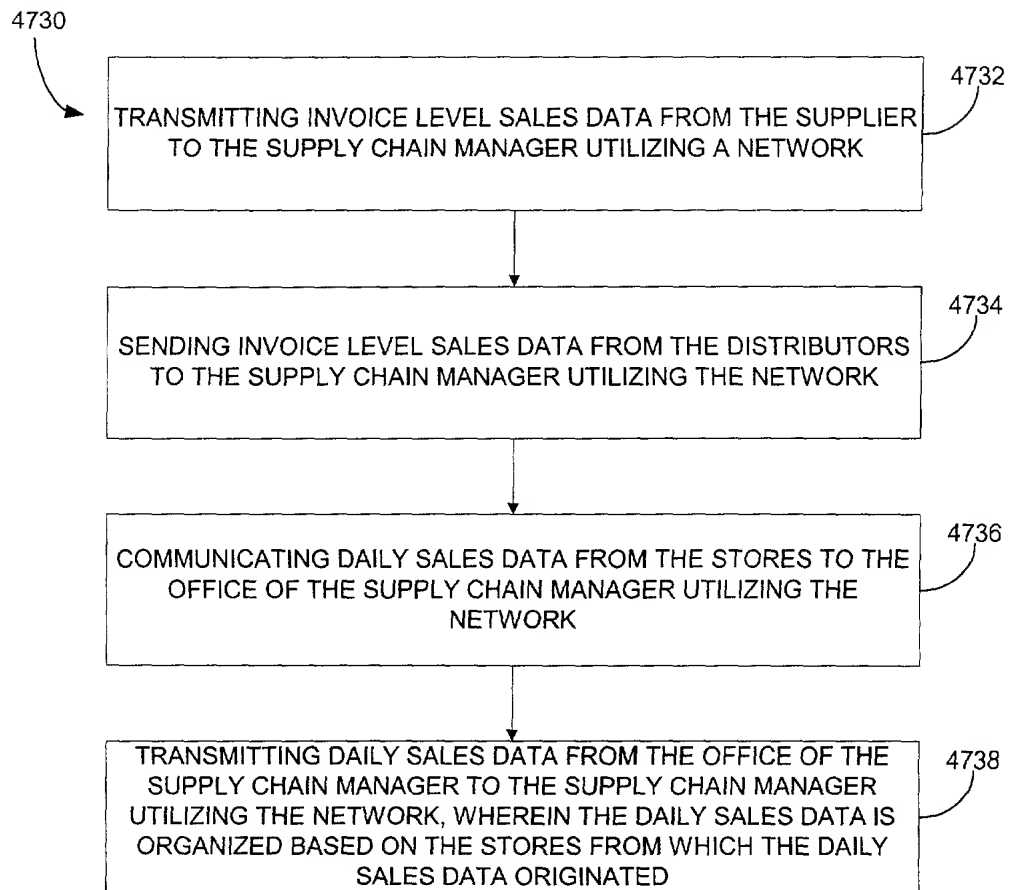 4730
4732
TRANSMITTING INVOICE LEVEL SALES DATA FROM THE SUPPLIER
TO THE SUPPLY CHAIN MANAGER UTILIZING A NETWORK
4734
SENDING INVOICE LEVEL SALES DATA FROM THE DISTRIBUTORS
TO THE SUPPLY CHAIN MANAGER UTILIZING THE NETWORK
4736
COMMUNICATING DAILY SALES DATA FROM THE STORES TO THE
OFFICE OF THE SUPPLY CHAIN MANAGER UTILIZING THE
NETWORK
4738
TRANSMITTING DAILY SALES DATA FROM THE OFFICE OF THE
SUPPLY CHAIN MANAGER TO THE SUPPLY CHAIN MANAGER
UTILIZING THE NETWORK, WHEREIN THE DAILY SALES DATA IS
ORGANIZED BASED ON THE STORES FROM WHICH THE DAILY
SALES DATA ORIGINATED